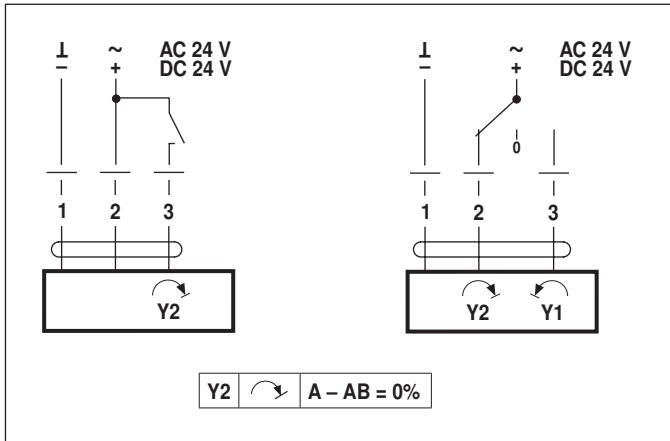 ⊥ ~ AC 24 V
– + DC 24 V
1 2 3
Y2
⊥ ~ AC 24 V
– + DC 24 V
0
1 2 3
Y2 Y1
Y2 A – AB = 0%